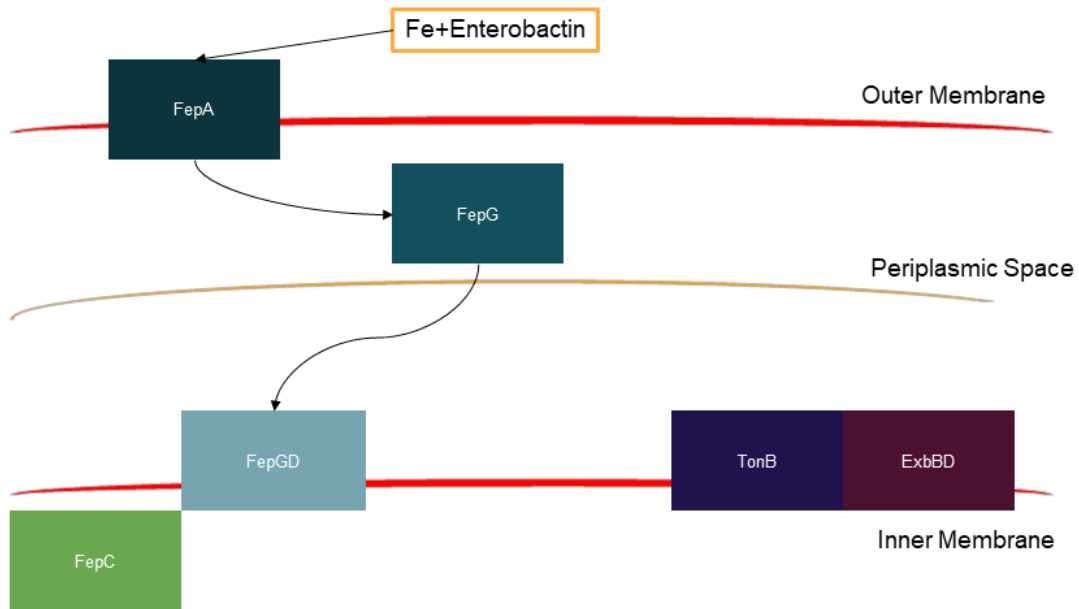 Fe+Enterobactin
Outer Membrane
FepA
FepG
Periplasmic Space
FepGD
TonB
ExbBD
Inner Membrane
FepC